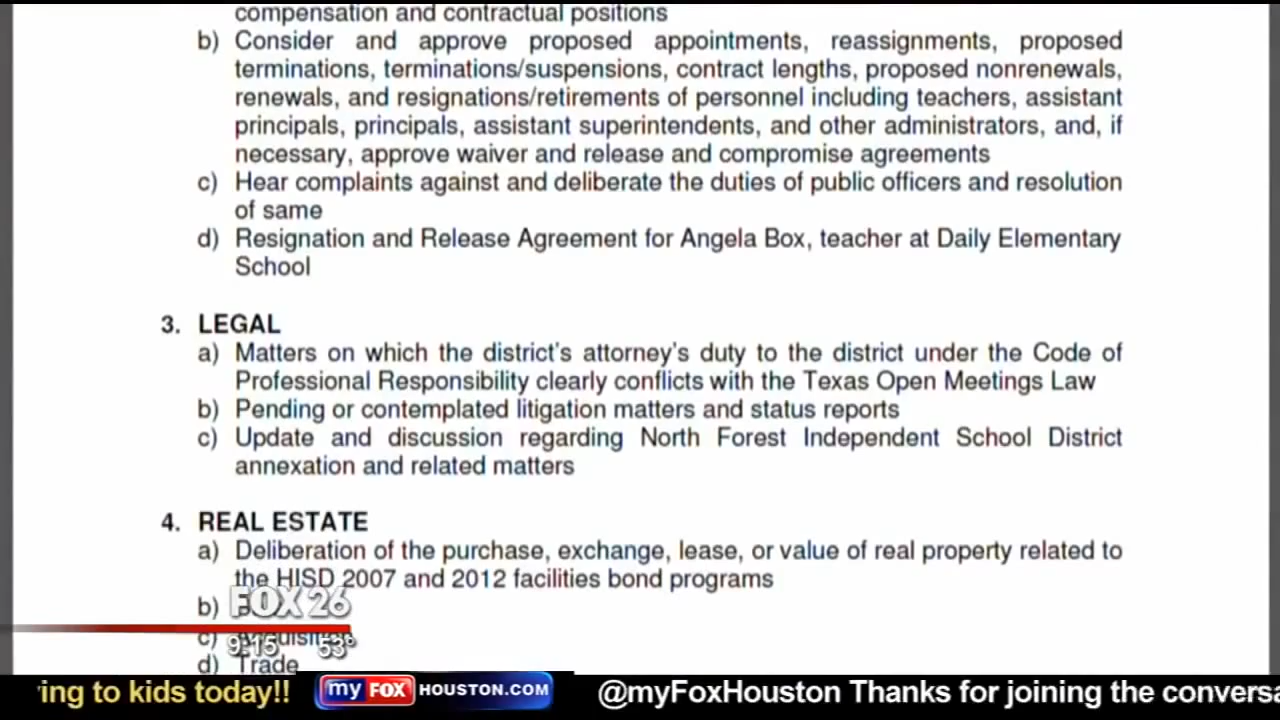 compensation and contractual positions
b) Consider and approve proposed appointments, reassignments, proposed
terminations, terminations/suspensions, contract lengths, proposed nonrenewals,
renewals, and resignations/retirements of personnel including teachers, assistant
principals, principals, assistant superintendents, and other administrators, and, if
necessary, approve waiver and release and compromise agreements
c) Hear complaints against and deliberate the duties of public officers and resolution
of same
d) Resignation and Release Agreement for Angela Box, teacher at Daily Elementary
School
3. LEGAL
a) Matters on which the district's attorney's duty to the district under the Code of
Professional Responsibility clearly conflicts with the Texas Open Meetings Law
b) Pending or contemplated litigation matters and status reports
c) Update and discussion regarding North Forest Independent School District
annexation and related matters
4. REAL ESTATE
a) Deliberation of the purchase, exchange, lease, or value of real property related to
the HISD 2007 and 2012 facilities bond programs
b)
FOX 26
c)
9:15 53°
d) Trade
ing to kids today!! my FOX HOUSTON.COM @myFoxHouston Thanks for joining the conversa